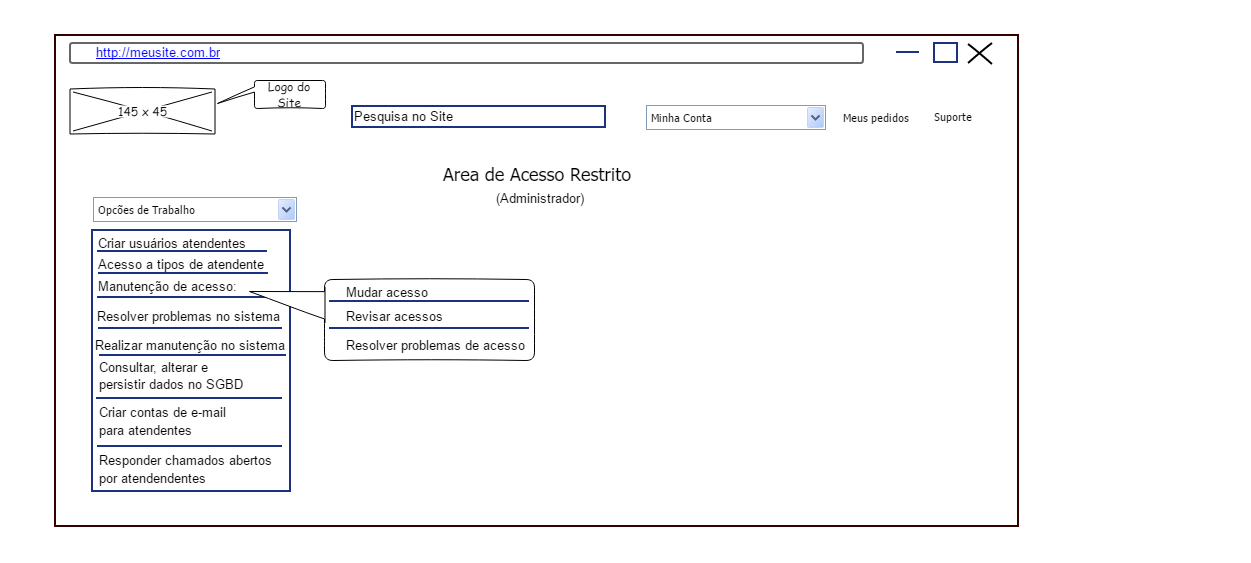 http://meusite.com.br
Logo do
Site
145 x 45
Pesquisa no Site
Minha Conta
Meus pedidos
Suporte
Area de Acesso Restrito
(Administrador)
Opcões de Trabalho
Criar usuários atendentes
Acesso a tipos de atendente
Manutenção de acesso:
Resolver problemas no sistema
Realizar manutenção no sistema
Consultar, alterar e
persistir dados no SGBD
Criar contas de e-mail
para atendentes
Responder chamados abertos
por atendendentes
Mudar acesso
Revisar acessos
Resolver problemas de acesso